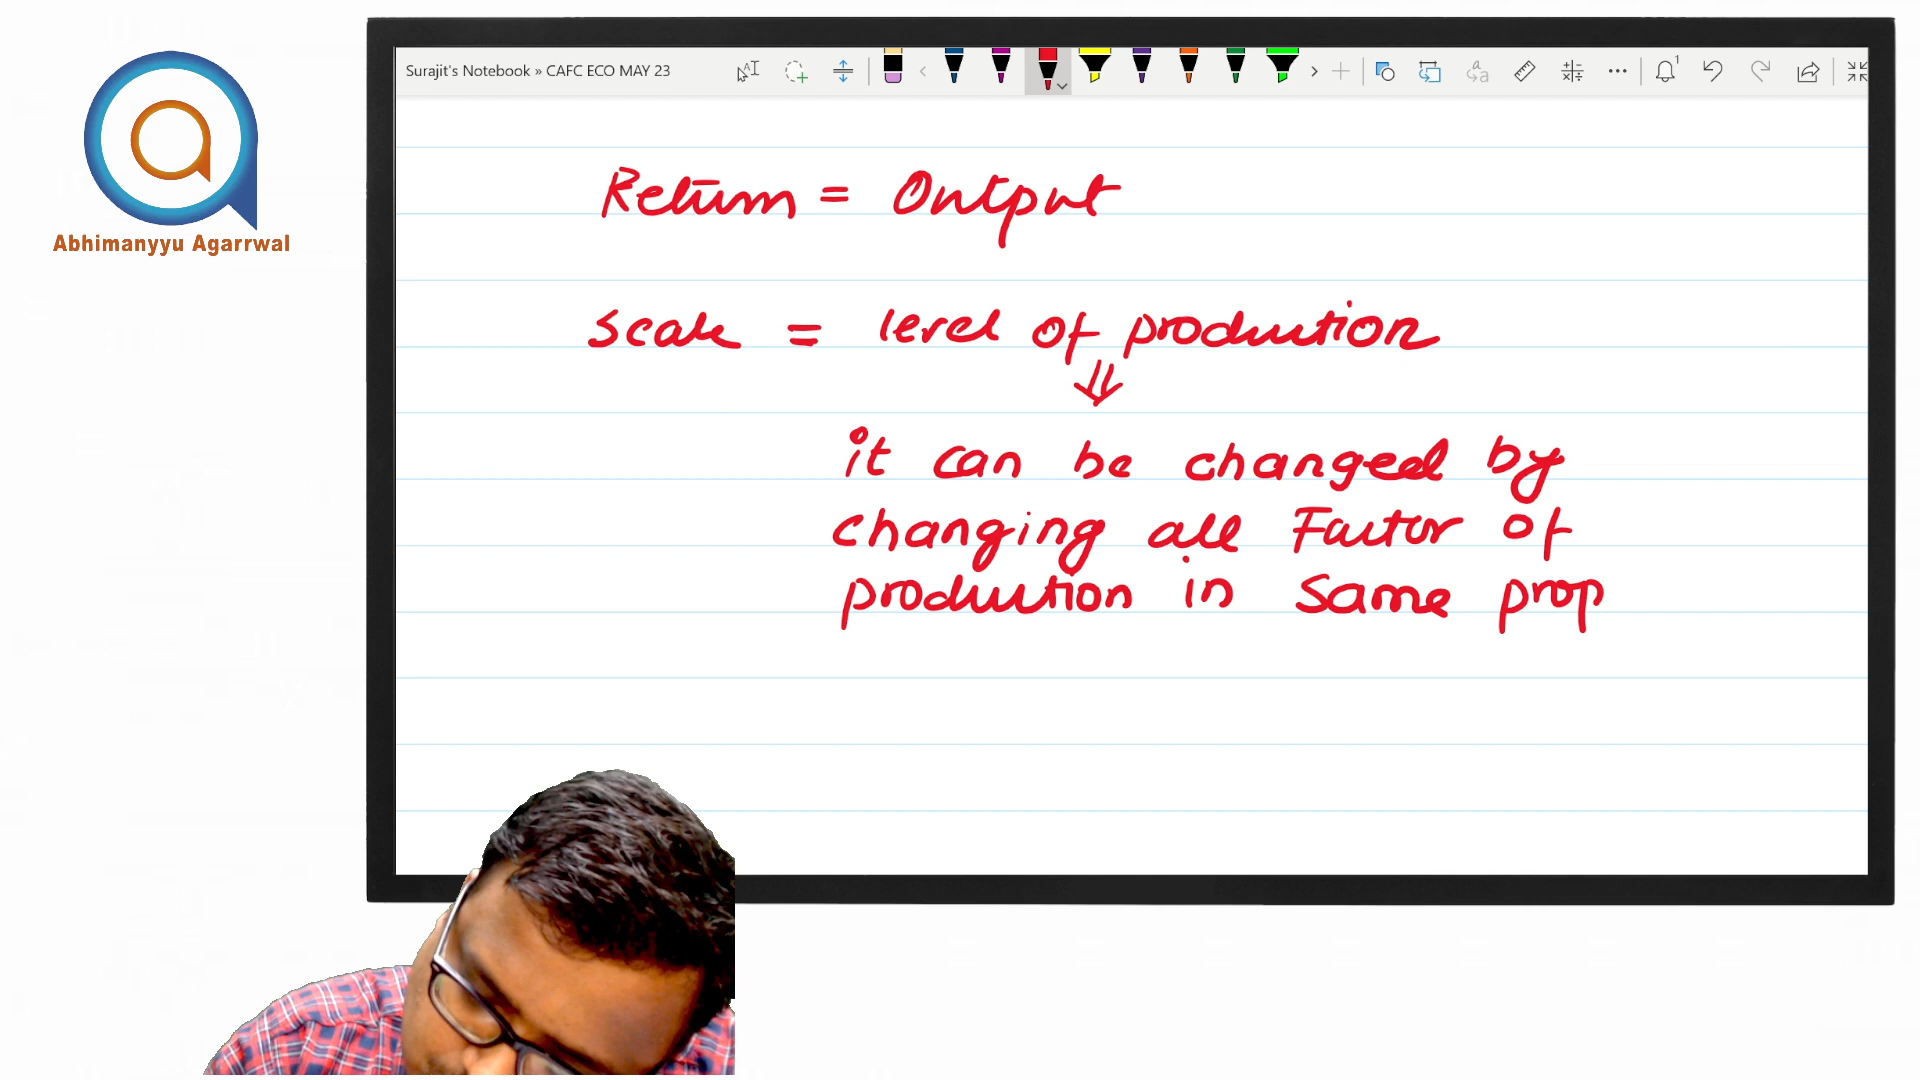 Surajit's Notebook » CAFC ECO MAY 23
Abhimanyyu Agarrwal
Return = Output
Scale = level of production
it can be changed by
changing all Factor of
production in Same prop